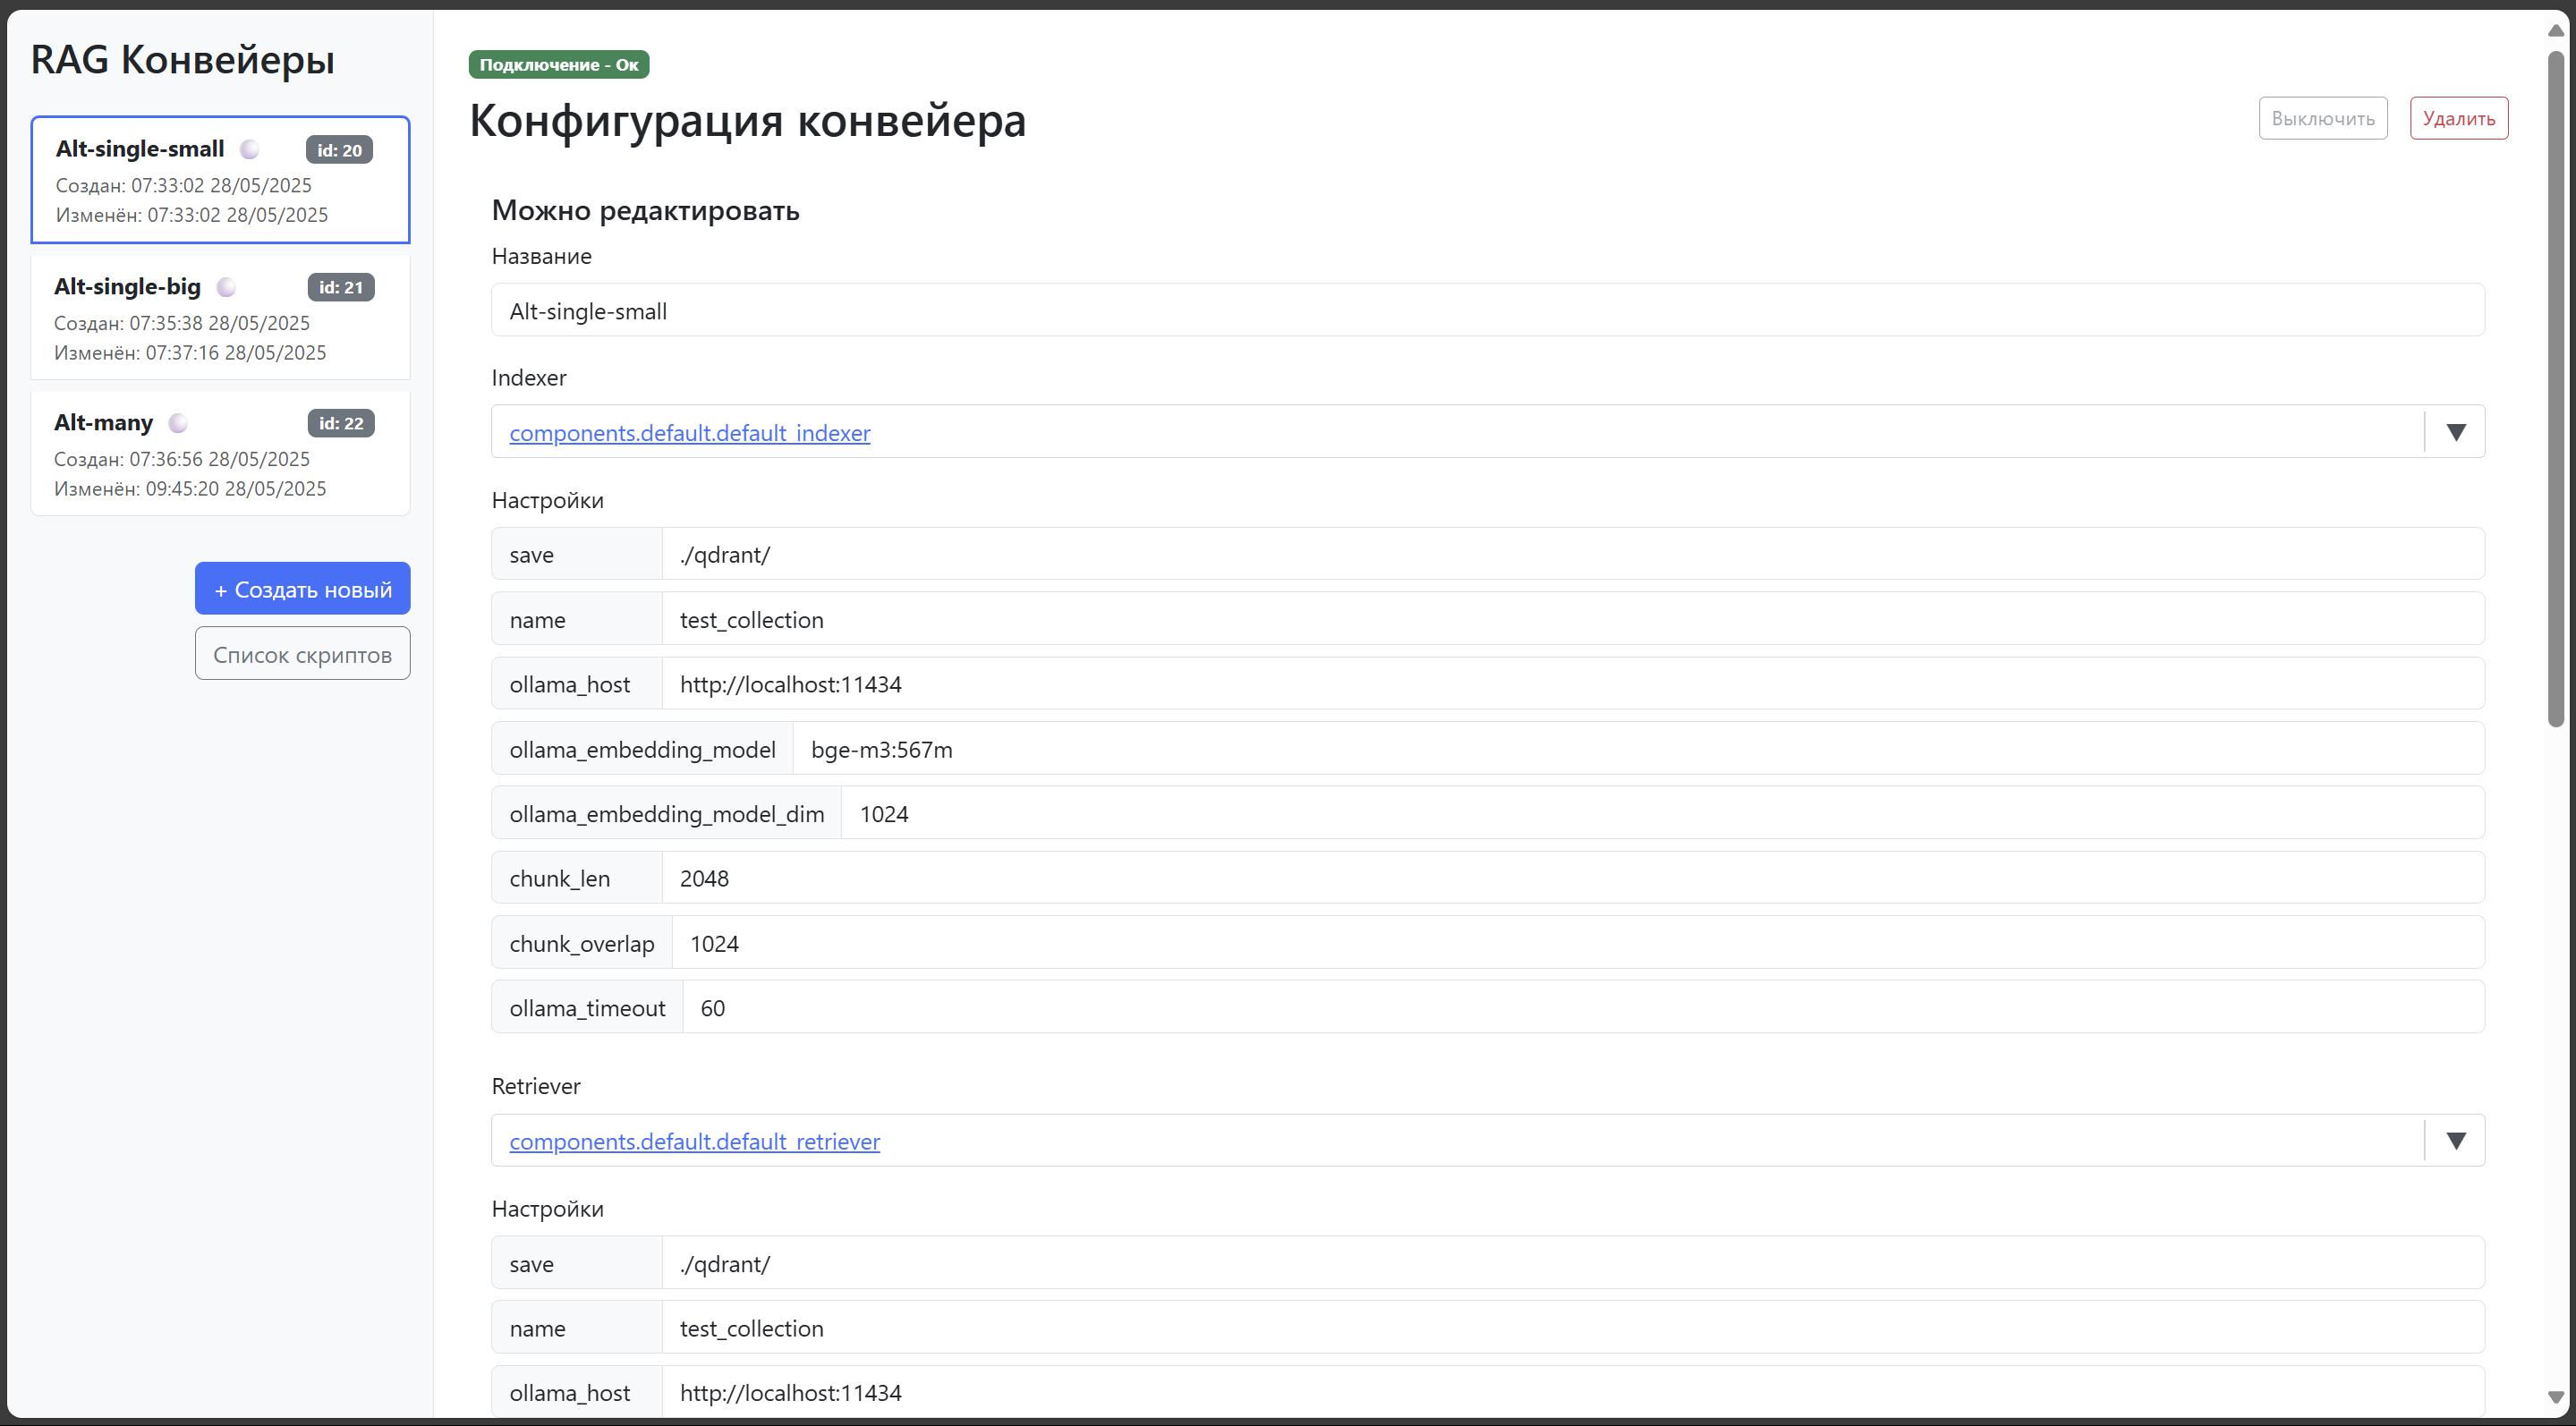 RAG Конвейеры
Alt-single-small
id: 20
Создан: 07:33:02 28/05/2025
Изменён: 07:33:02 28/05/2025
Alt-single-big
id: 21
Создан: 07:35:38 28/05/2025
Изменён: 07:37:16 28/05/2025
Alt-many
id: 22
Создан: 07:36:56 28/05/2025
Изменён: 09:45:20 28/05/2025
+ Создать новый
Список скриптов
Подключение - Ок
Конфигурация конвейера
Выключить
Удалить
Можно редактировать
Название
Alt-single-small
Indexer
components.default.default_indexer
Настройки
save ./qdrant/
name test_collection
ollama_host http://localhost:11434
ollama_embedding_model bge-m3:567m
ollama_embedding_model_dim 1024
chunk_len 2048
chunk_overlap 1024
ollama_timeout 60
Retriever
components.default.default_retriever
Настройки
save ./qdrant/
name test_collection
ollama_host http://localhost:11434